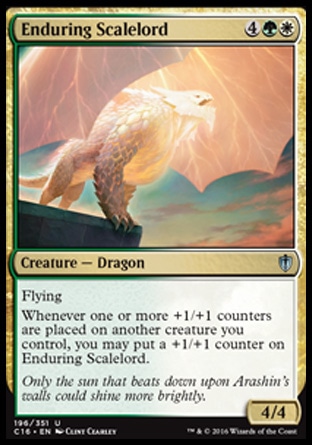 Enduring Scalelord 4
Creature — Dragon
Flying
Whenever one or more +1/+1 counters
are placed on another creature you
control, you may put a +1/+1 counter on
Enduring Scalelord.
Only the sun that beats down upon Arashin's
walls could shine more brightly.
4/4
196/351 U
C16 • EN Clint Cearley ™ & © 2016 Wizards of the Coast